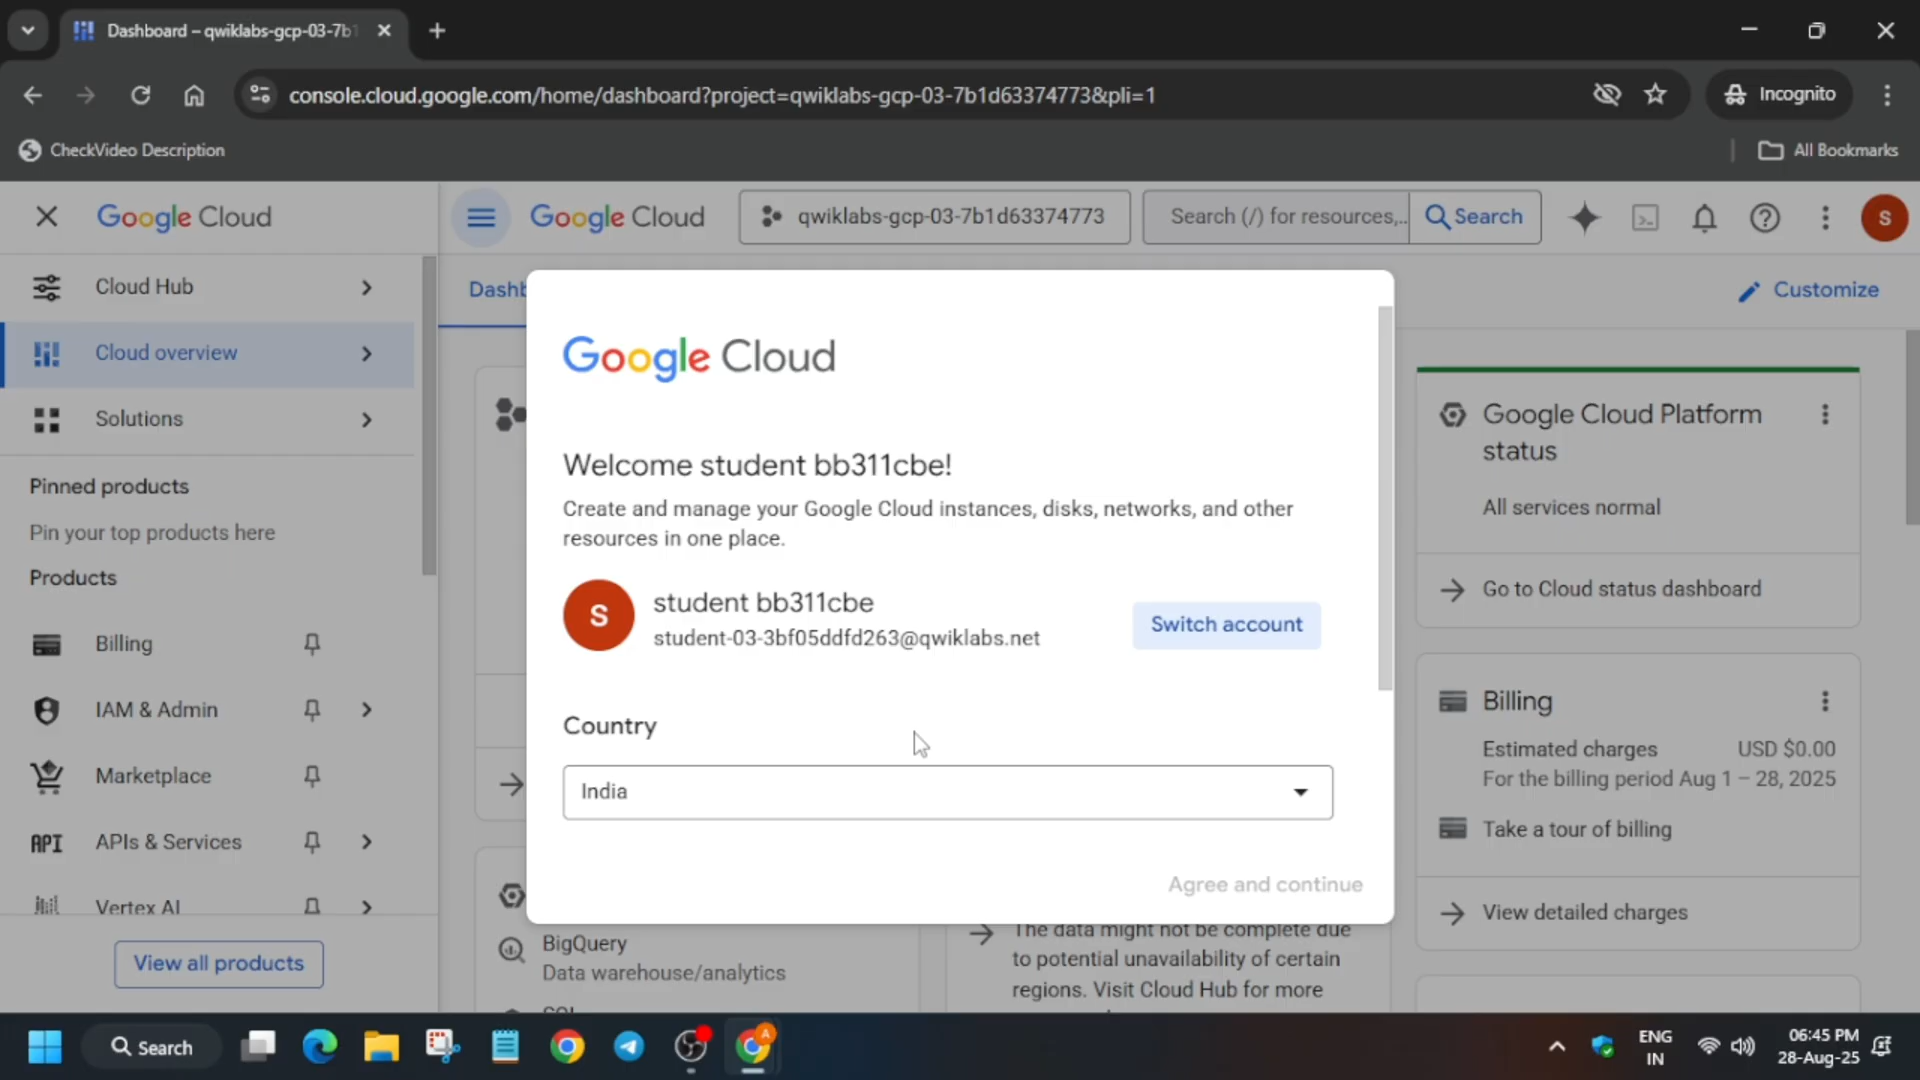 Dashboard – qwiklabs-gcp-03-7b1
console.cloud.google.com/home/dashboard?project=qwiklabs-gcp-03-7b1d63374773&pli=1
Incognito
CheckVideo Description
All Bookmarks
Google Cloud
Google Cloud
qwiklabs-gcp-03-7b1d63374773
Search (/) for resources,...
Search
S
Cloud Hub
Cloud overview
Solutions
Pinned products
Pin your top products here
Products
Billing
IAM & Admin
Marketplace
API APIs & Services
Vertex AI
View all products
Dashb
Customize
Google Cloud
Welcome student bb311cbe!
Create and manage your Google Cloud instances, disks, networks, and other
resources in one place.
S
student bb311cbe
student-03-3bf05ddfd263@qwiklabs.net
Switch account
Country
India
Agree and continue
BigQuery
Data warehouse/analytics
SQL
The data might not be complete due
to potential unavailability of certain
regions. Visit Cloud Hub for more
Google Cloud Platform
status
All services normal
Go to Cloud status dashboard
Billing
Estimated charges USD $0.00
For the billing period Aug 1 – 28, 2025
Take a tour of billing
View detailed charges
Search
A
ENG
IN
06:45 PM
28-Aug-25